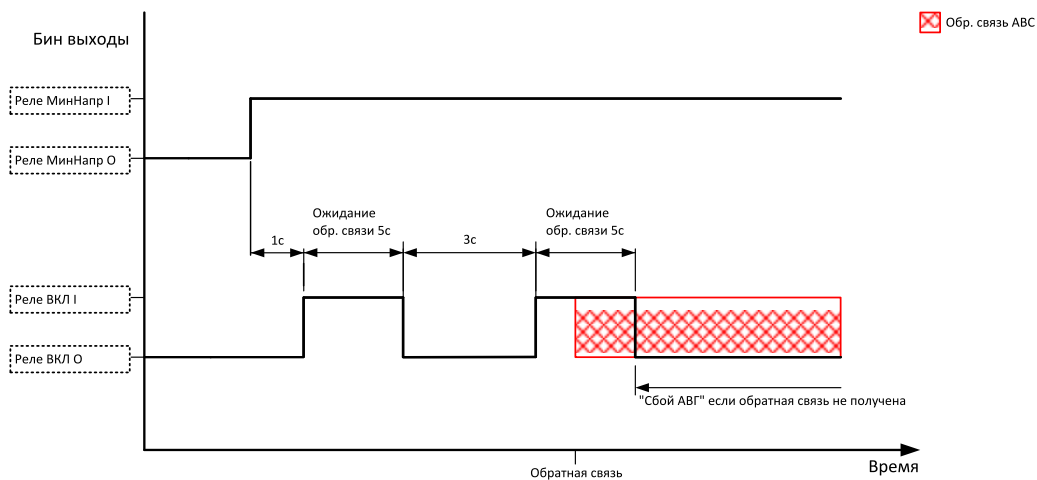 Бин выходы
Обр. связь АВС
Реле МинНапр I
Реле МинНапр O
1с
Ожидание
обр. связи 5с
3с
Ожидание
обр. связи 5с
Реле ВКЛ I
Реле ВКЛ O
"Сбой АВГ" если обратная связь не получена
Обратная связь
Время